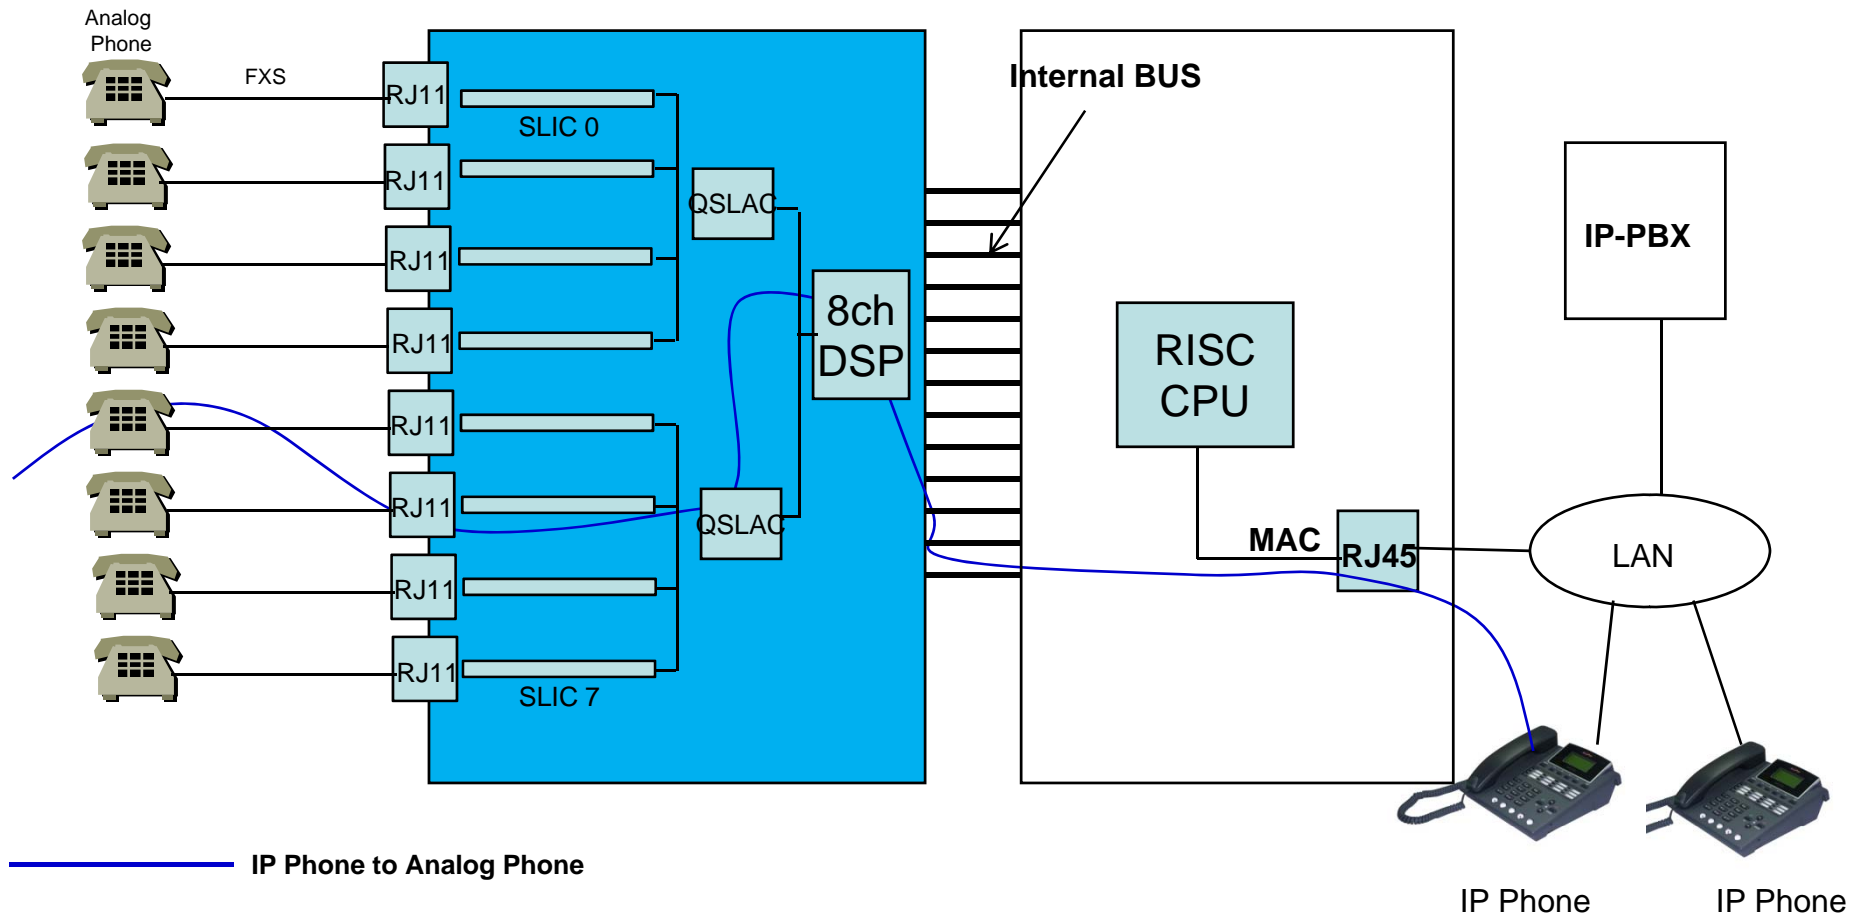 Analog
Phone
FXS
RJ11
SLIC 0
RJ11
RJ11
RJ11
RJ11
RJ11
RJ11
RJ11
SLIC 7
QSLAC
QSLAC
8ch
DSP
Internal BUS
RISC
CPU
MAC
RJ45
IP-PBX
LAN
IP Phone to Analog Phone
IP Phone
IP Phone